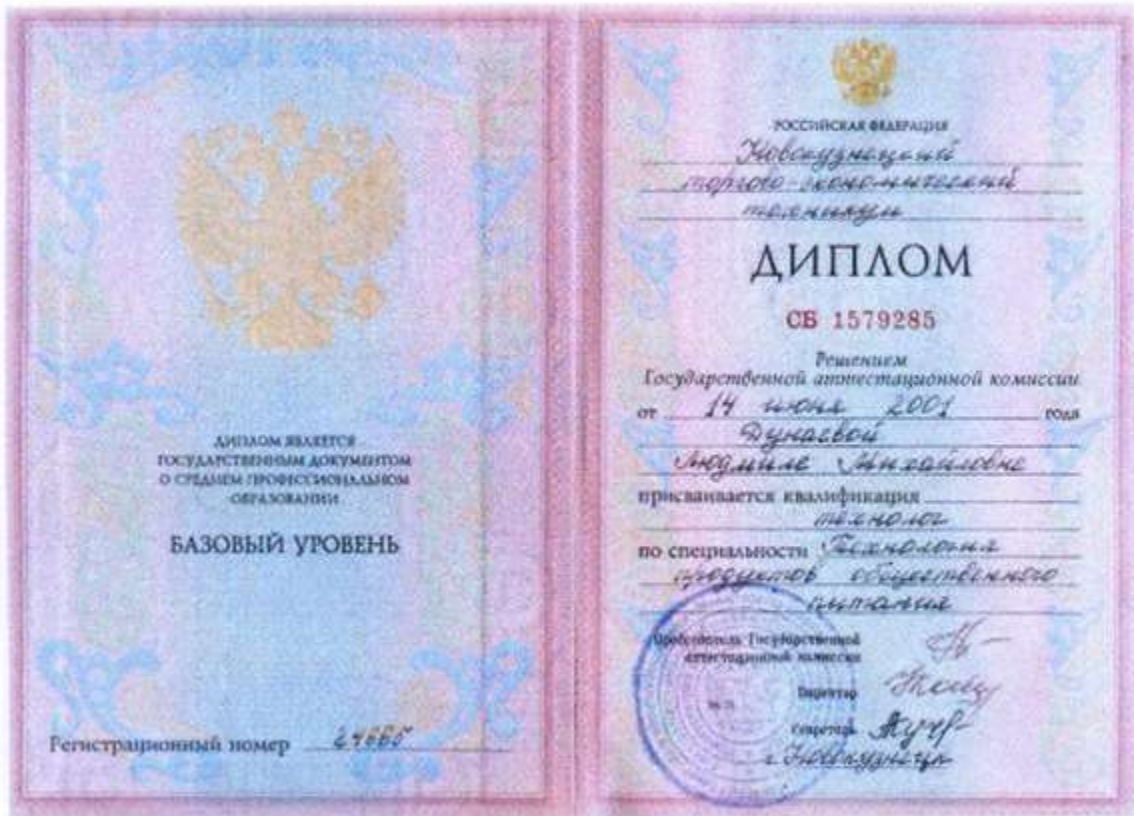 ДИПЛОМ ЯВЛЯЕТСЯ
ГОСУДАРСТВЕННЫМ ДОКУМЕНТОМ
О СРЕДНЕМ ПРОФЕССИОНАЛЬНОМ
ОБРАЗОВАНИИ
БАЗОВЫЙ УРОВЕНЬ
Регистрационный номер
РОССИЙСКАЯ ФЕДЕРАЦИЯ
Новокузнецкий
торгово-экономический
техникум
ДИПЛОМ
СБ 1579285
Решением
Государственной аттестационной комиссии
от 14 июня 2001 года
Дунаевой
Людмиле Михайловне
присваивается квалификация
технолог
по специальности Технология
продуктов общественного
питания
Председатель Государственной
аттестационной комиссии
Директор
Секретарь
г. Новокузнецк